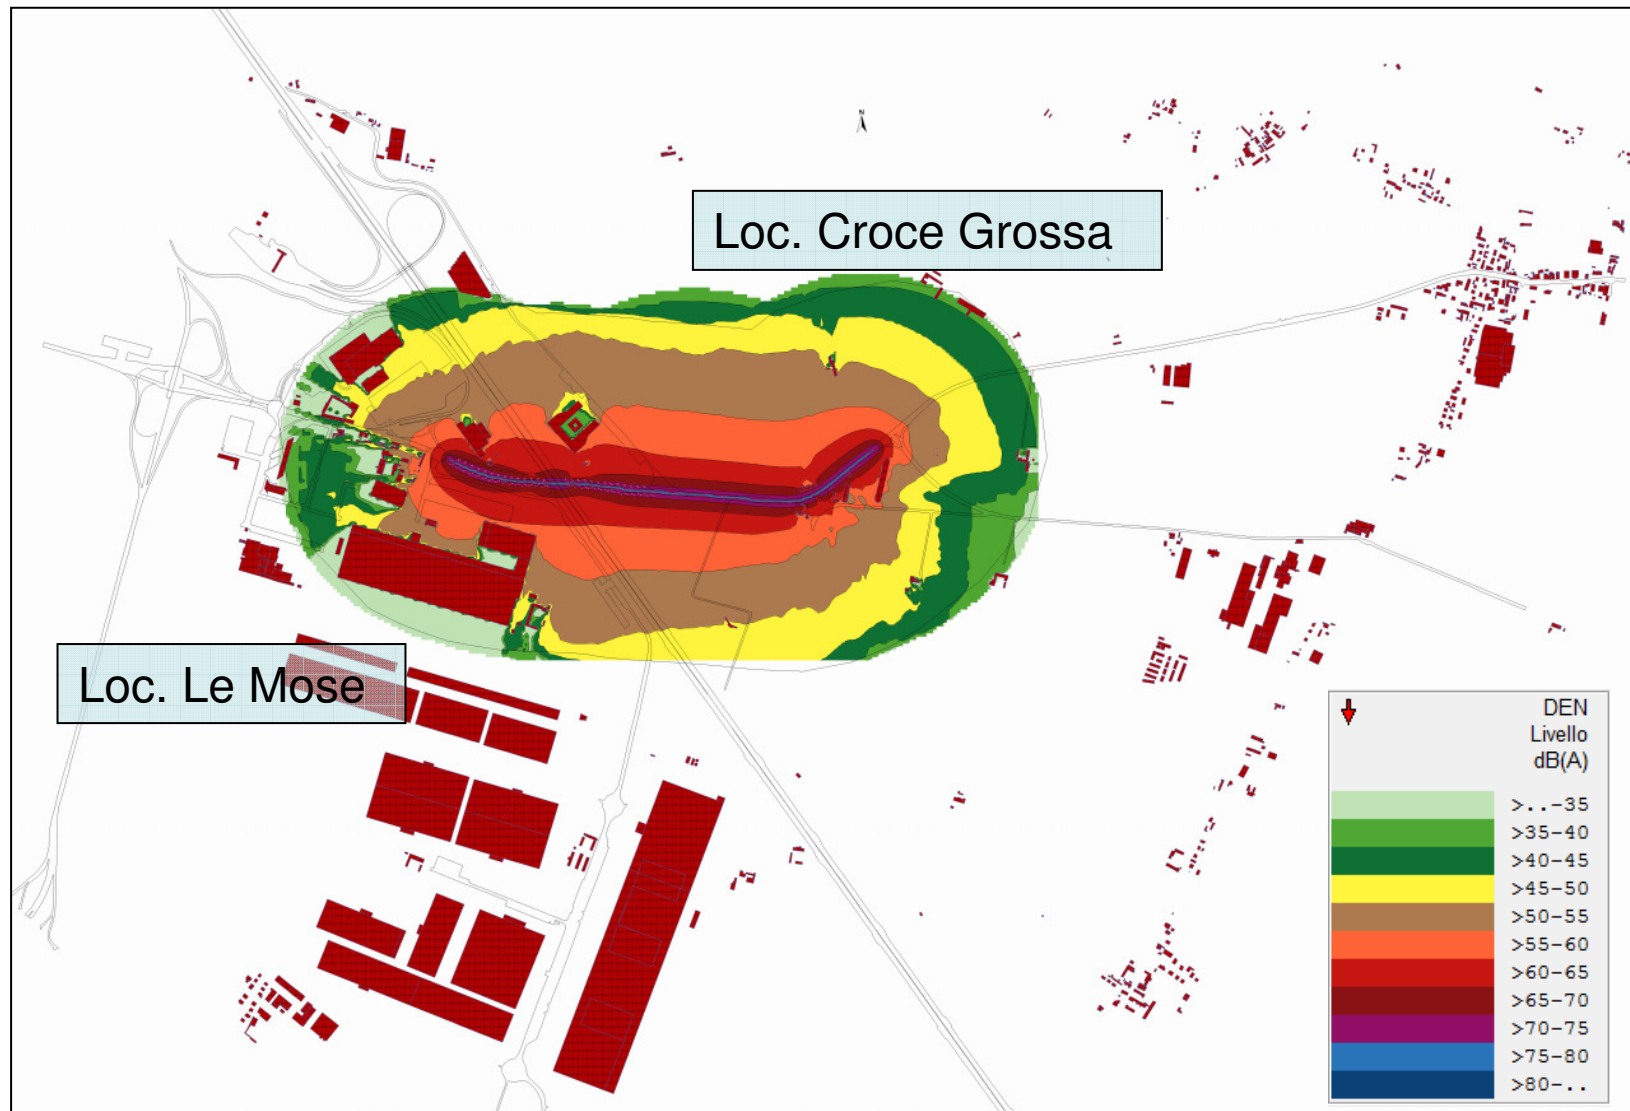 N
Loc. Croce Grossa
Loc. Le Mose
DEN
Livello
dB(A)
>..-35
>35-40
>40-45
>45-50
>50-55
>55-60
>60-65
>65-70
>70-75
>75-80
>80-..